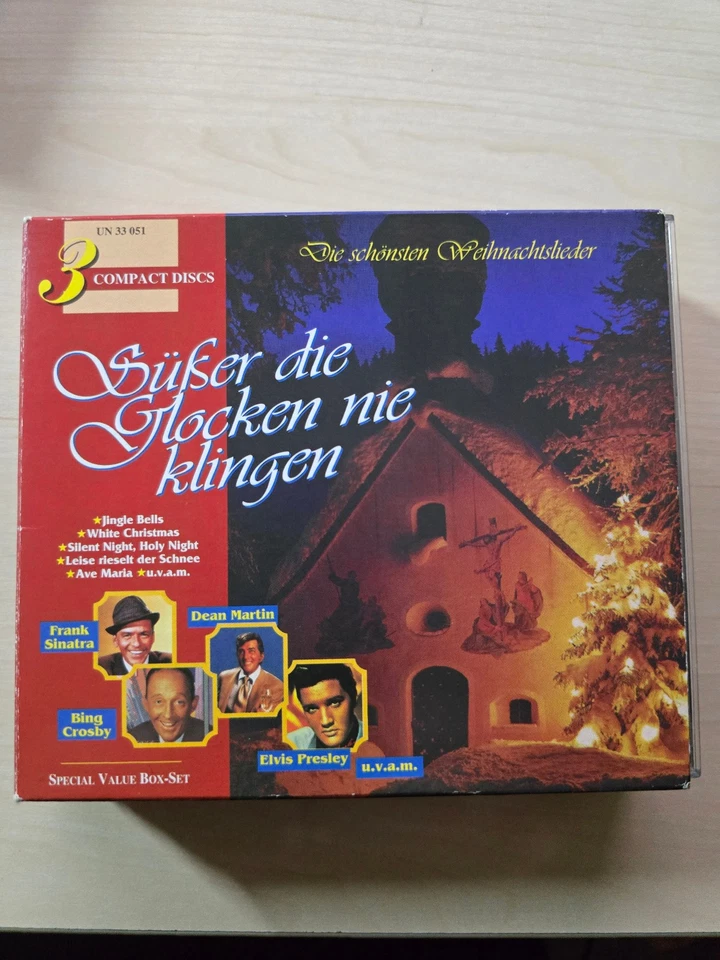 UN 33 051
3 COMPACT DISCS
Die schönsten Weihnachtslieder
Süßer die
Glocken nie
klingen
★Jingle Bells
★White Christmas
★Silent Night, Holy Night
★Leise rieselt der Schnee
★Ave Maria ★u.v.a.m.
Frank
Sinatra
Dean Martin
Bing
Crosby
Elvis Presley
u.v.a.m.
SPECIAL VALUE BOX-SET